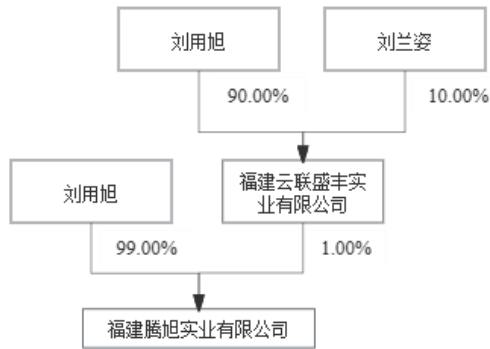 刘用旭
刘兰姿
90.00%
10.00%
刘用旭
福建云联盛丰实
业有限公司
99.00%
1.00%
福建腾旭实业有限公司